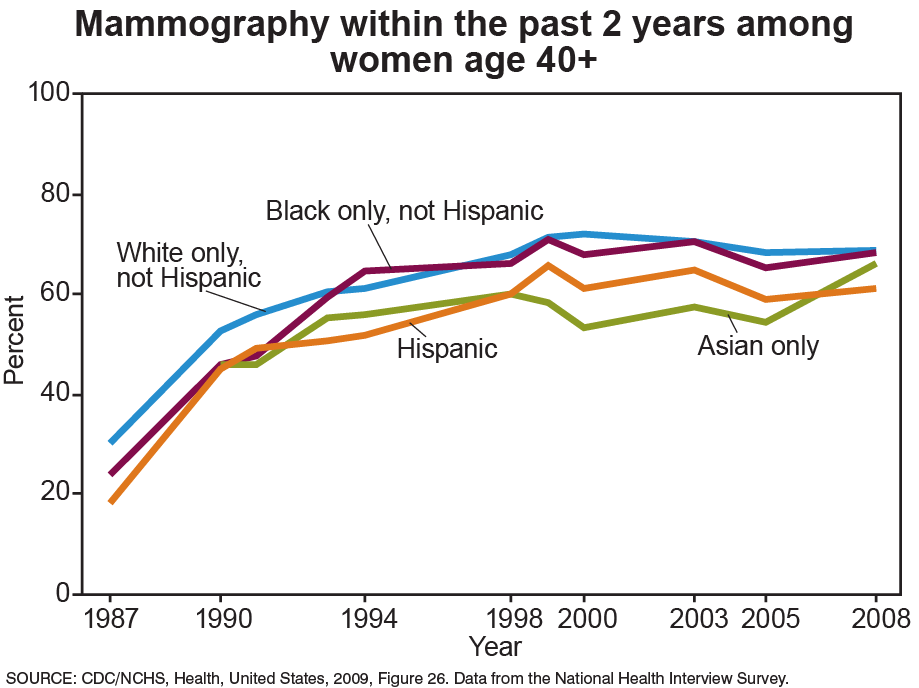 Mammography within the past 2 years among
women age 40+
100
80
60
40
20
0
Percent
Black only, not Hispanic
White only,
not Hispanic
Hispanic
Asian only
1987 1990 1994 1998 2000 2003 2005 2008
Year
SOURCE: CDC/NCHS, Health, United States, 2009, Figure 26. Data from the National Health Interview Survey.